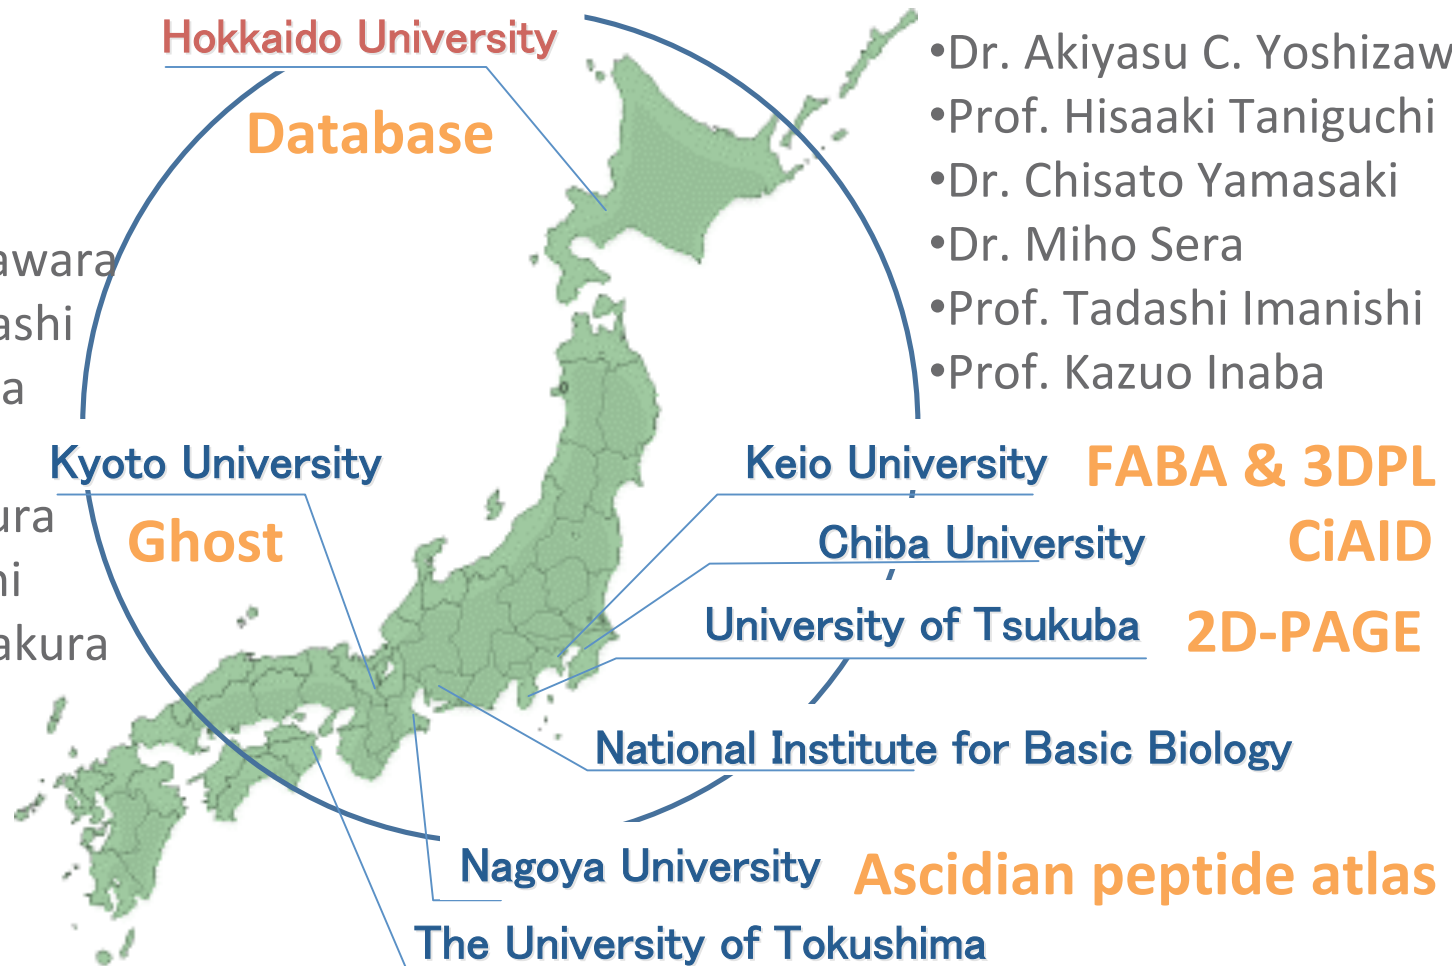 Hokkaido University
Database
•Dr. Akiyasu C. Yoshizaw
•Prof. Hisaaki Taniguchi
•Dr. Chisato Yamasaki
•Dr. Miho Sera
•Prof. Tadashi Imanishi
•Prof. Kazuo Inaba
awara
ashi
a
ura
ni
akura
Kyoto University
Ghost
Keio University FABA & 3DPL
Chiba University CiAID
University of Tsukuba 2D-PAGE
National Institute for Basic Biology
Nagoya University Ascidian peptide atlas
The University of Tokushima